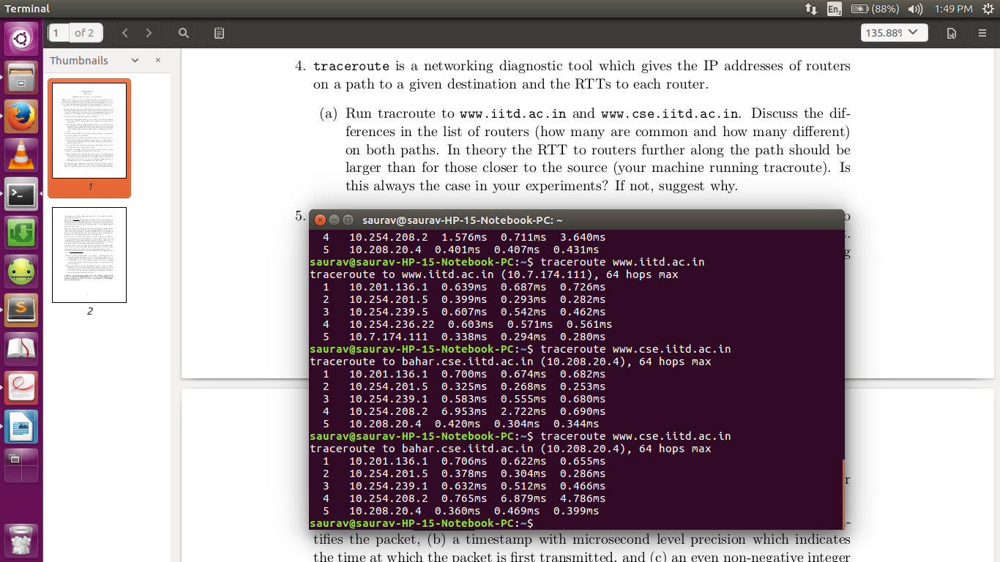 Terminal
En2 (88%) 1:49 PM
1 of 2
135.88%
Thumbnails
1
2
4. traceroute is a networking diagnostic tool which gives the IP addresses of routers
on a path to a given destination and the RTTs to each router.
(a) Run tracroute to www.iitd.ac.in and www.cse.iitd.ac.in. Discuss the dif-
ferences in the list of routers (how many are common and how many different)
on both paths. In theory the RTT to routers further along the path should be
larger than for those closer to the source (your machine running tracroute). Is
this always the case in your experiments? If not, suggest why.
5.
saurav@saurav-HP-15-Notebook-PC: ~
4 10.254.208.2 1.576ms 0.711ms 3.640ms
5 10.208.20.4 0.401ms 0.407ms 0.431ms
saurav@saurav-HP-15-Notebook-PC:~$ traceroute www.iitd.ac.in
traceroute to www.iitd.ac.in (10.7.174.111), 64 hops max
1 10.201.136.1 0.639ms 0.687ms 0.726ms
2 10.254.201.5 0.399ms 0.293ms 0.282ms
3 10.254.239.5 0.607ms 0.542ms 0.462ms
4 10.254.236.22 0.603ms 0.571ms 0.561ms
5 10.7.174.111 0.338ms 0.294ms 0.280ms
saurav@saurav-HP-15-Notebook-PC:~$ traceroute www.cse.iitd.ac.in
traceroute to bahar.cse.iitd.ac.in (10.208.20.4), 64 hops max
1 10.201.136.1 0.700ms 0.674ms 0.682ms
2 10.254.201.5 0.325ms 0.268ms 0.253ms
3 10.254.239.1 0.583ms 0.555ms 0.680ms
4 10.254.208.2 6.953ms 2.722ms 0.690ms
5 10.208.20.4 0.420ms 0.304ms 0.344ms
saurav@saurav-HP-15-Notebook-PC:~$ traceroute www.cse.iitd.ac.in
traceroute to bahar.cse.iitd.ac.in (10.208.20.4), 64 hops max
1 10.201.136.1 0.706ms 0.622ms 0.655ms
2 10.254.201.5 0.378ms 0.304ms 0.286ms
3 10.254.239.1 0.632ms 0.512ms 0.466ms
4 10.254.208.2 0.765ms 6.879ms 4.786ms
5 10.208.20.4 0.360ms 0.469ms 0.399ms
saurav@saurav-HP-15-Notebook-PC:~$
tifies the packet, (b) a timestamp with microsecond level precision which indicates
the time at which the packet is first transmitted, and (c) an even non-negative integer